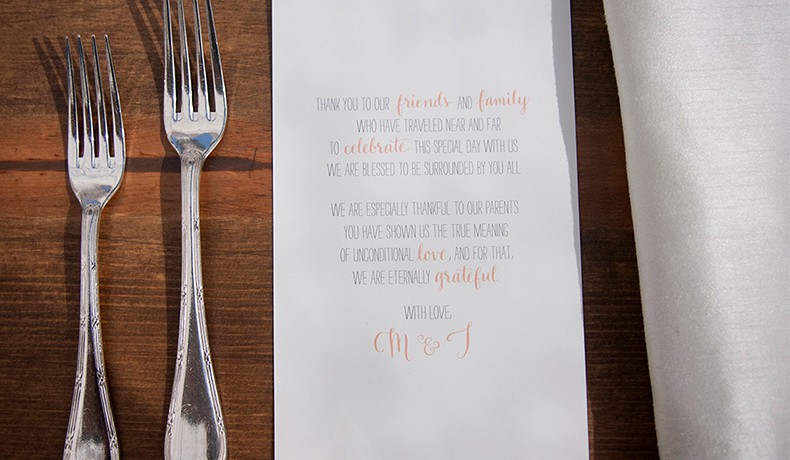 THANK YOU TO OUR friends AND family
WHO HAVE TRAVELED NEAR AND FAR
TO celebrate THIS SPECIAL DAY WITH US.
WE ARE BLESSED TO BE SURROUNDED BY YOU ALL
WE ARE ESPECIALLY THANKFUL TO OUR PARENTS
YOU HAVE SHOWN US THE TRUE MEANING
OF UNCONDITIONAL love, AND FOR THAT,
WE ARE ETERNALLY grateful
WITH LOVE,
M & J